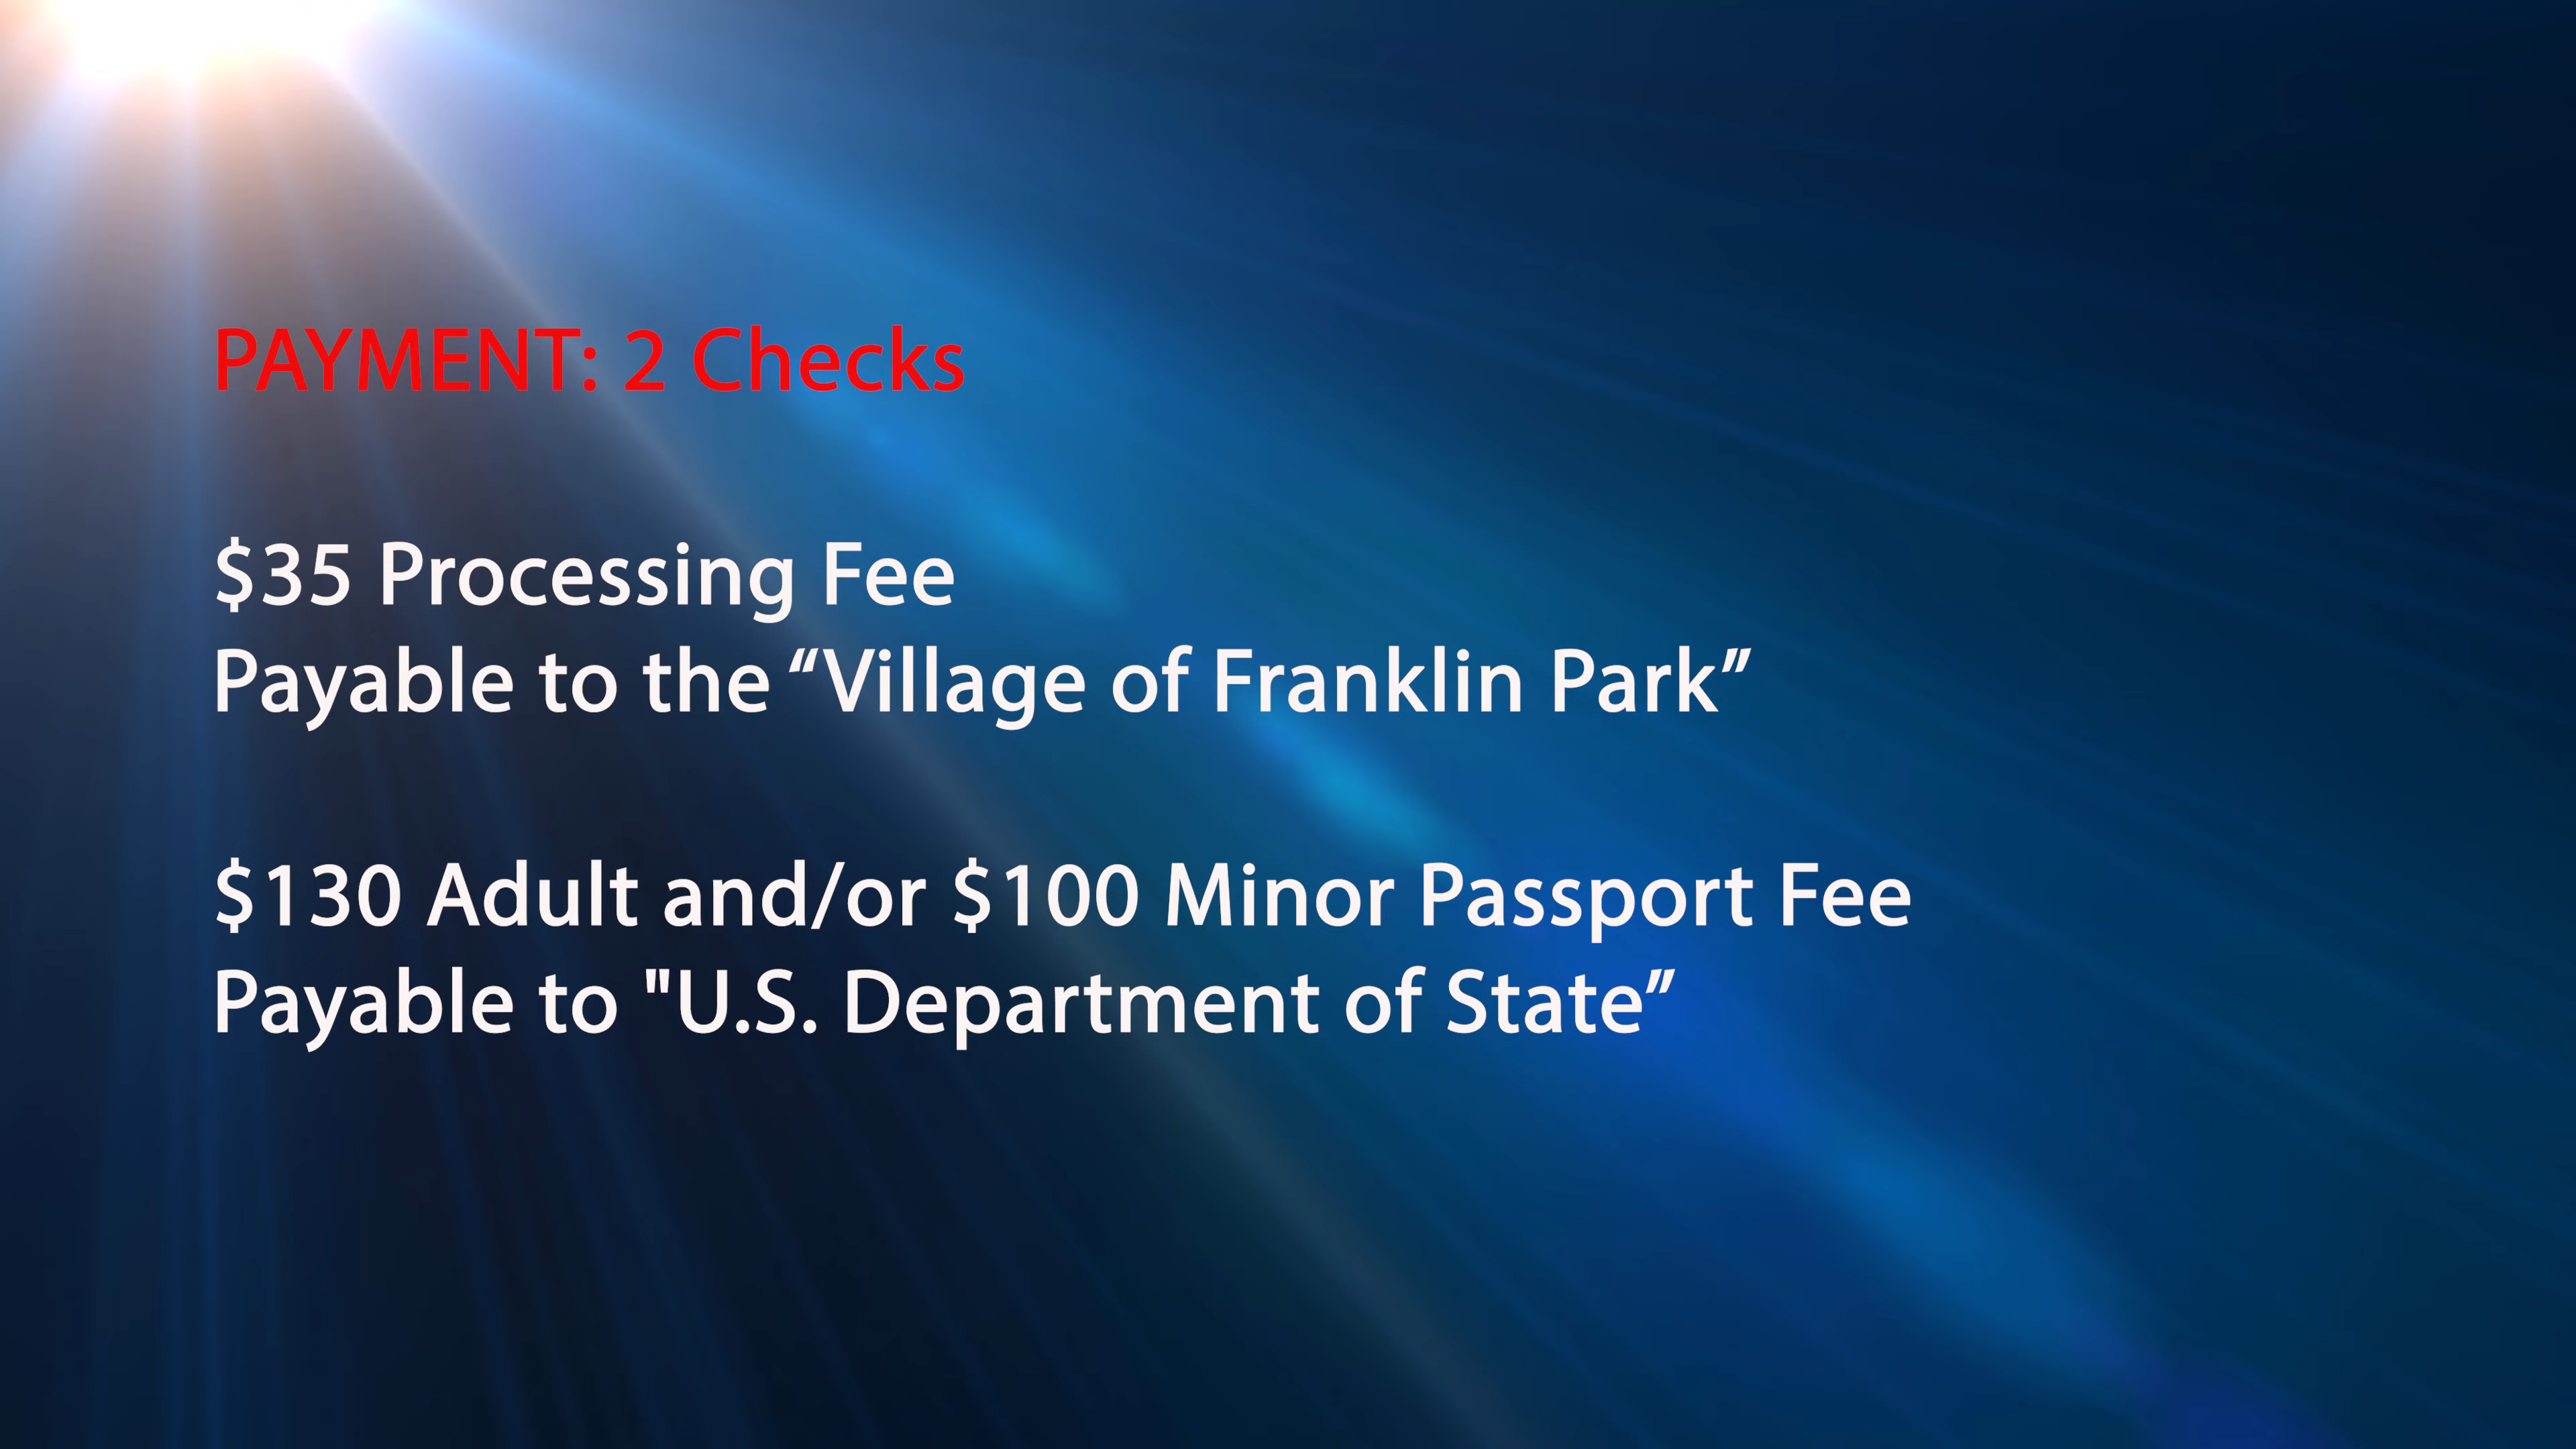 PAYMENT: 2 Checks
$35 Processing Fee
Payable to the “Village of Franklin Park”
$130 Adult and/or $100 Minor Passport Fee
Payable to "U.S. Department of State”